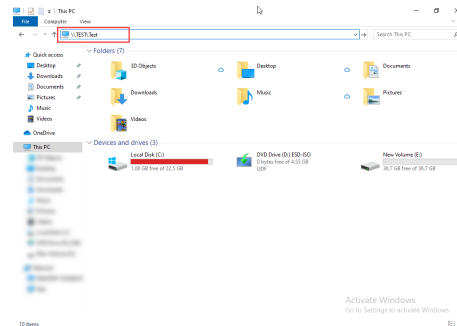 This PC
File Computer View
\\TEST\Test
Search This PC
Quick access
Desktop
Downloads
Documents
Pictures
Music
Videos
OneDrive
This PC
Folders (7)
3D Objects
Desktop
Documents
Downloads
Music
Pictures
Videos
Devices and drives (3)
Local Disk (C:)
1.00 GB free of 22.5 GB
DVD Drive (D:) ESD-ISO
0 bytes free of 4.55 GB
UDF
New Volume (E:)
36.7 GB free of 36.7 GB
Activate Windows
Go to Settings to activate Windows.
10 items